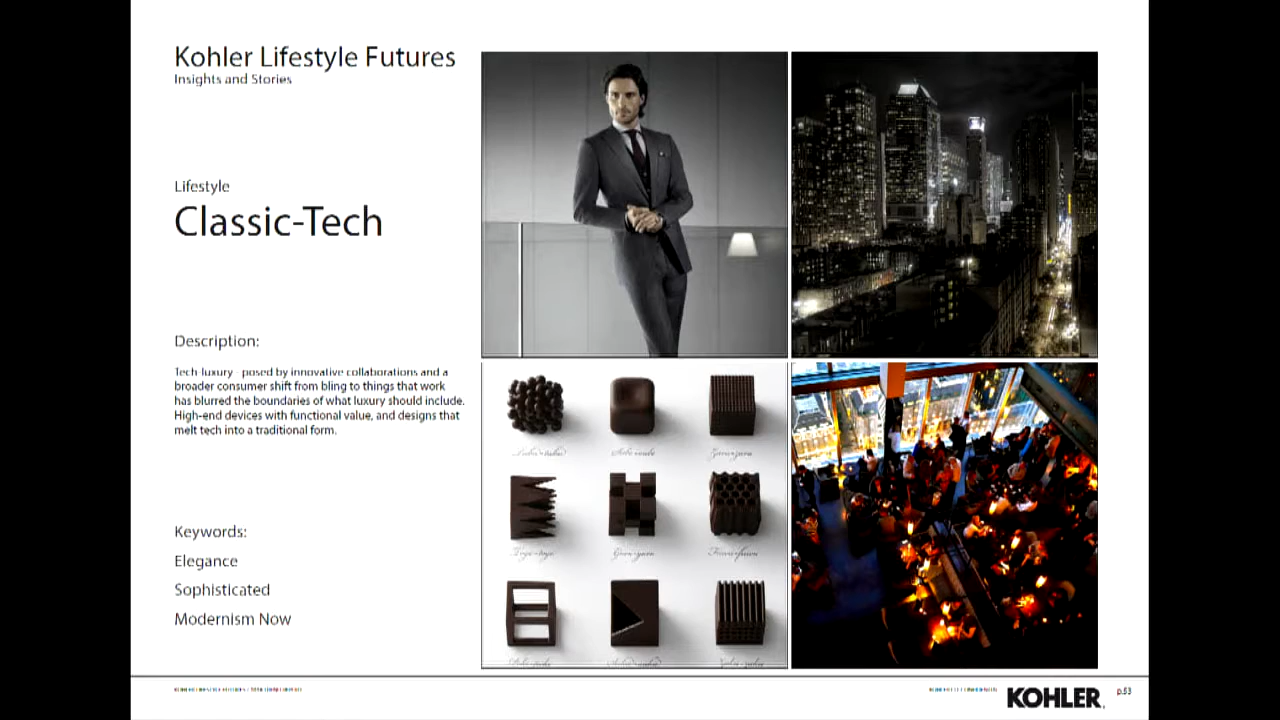 Kohler Lifestyle Futures
Insights and Stories
Lifestyle
Classic-Tech
Description:
Tech-luxury - posed by innovative collaborations and a
broader consumer shift from bling to things that work
has blurred the boundaries of what luxury should include.
High-end devices with functional value, and designs that
melt tech into a traditional form.
Keywords:
Elegance
Sophisticated
Modernism Now
KOHLER
p.53